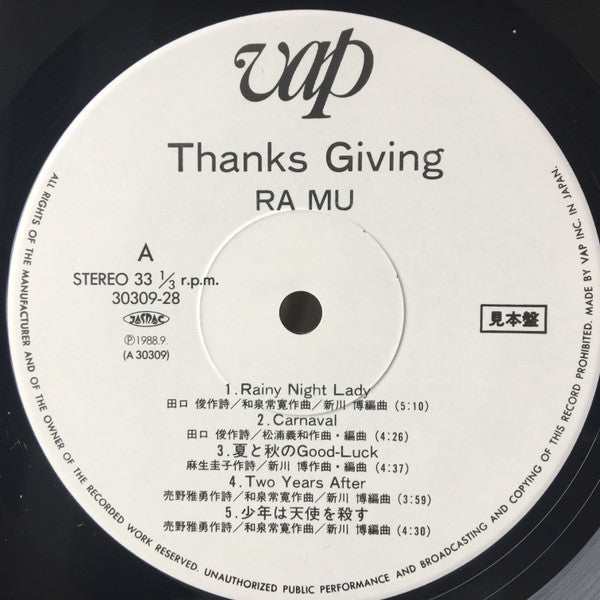 vap
Thanks Giving
RA MU
A
STEREO 33 1/3 r.p.m.
30309-28
JASRAC
Ⓟ1988.9.
(A 30309)
見本盤
1.Rainy Night Lady
田口 俊作詩/和泉常寛作曲/新川 博編曲 (5:10)
2.Carnaval
田口 俊作詩/松浦義和作曲・編曲 (4:26)
3.夏と秋のGood-Luck
麻生圭子作詩/新川 博作曲・編曲 (4:37)
4.Two Years After
売野雅勇作詩/和泉常寛作曲/新川 博編曲 (3:59)
5.少年は天使を殺す
売野雅勇作詩/和泉常寛作曲/新川 博編曲 (4:30)
ALL RIGHTS OF THE MANUFACTURER AND OF THE OWNER OF THE RECORDED WORK RESERVED. UNAUTHORIZED PUBLIC PERFORMANCE AND BROADCASTING AND COPYING OF THIS RECORD PROHIBITED. MADE BY VAP INC. IN JAPAN.